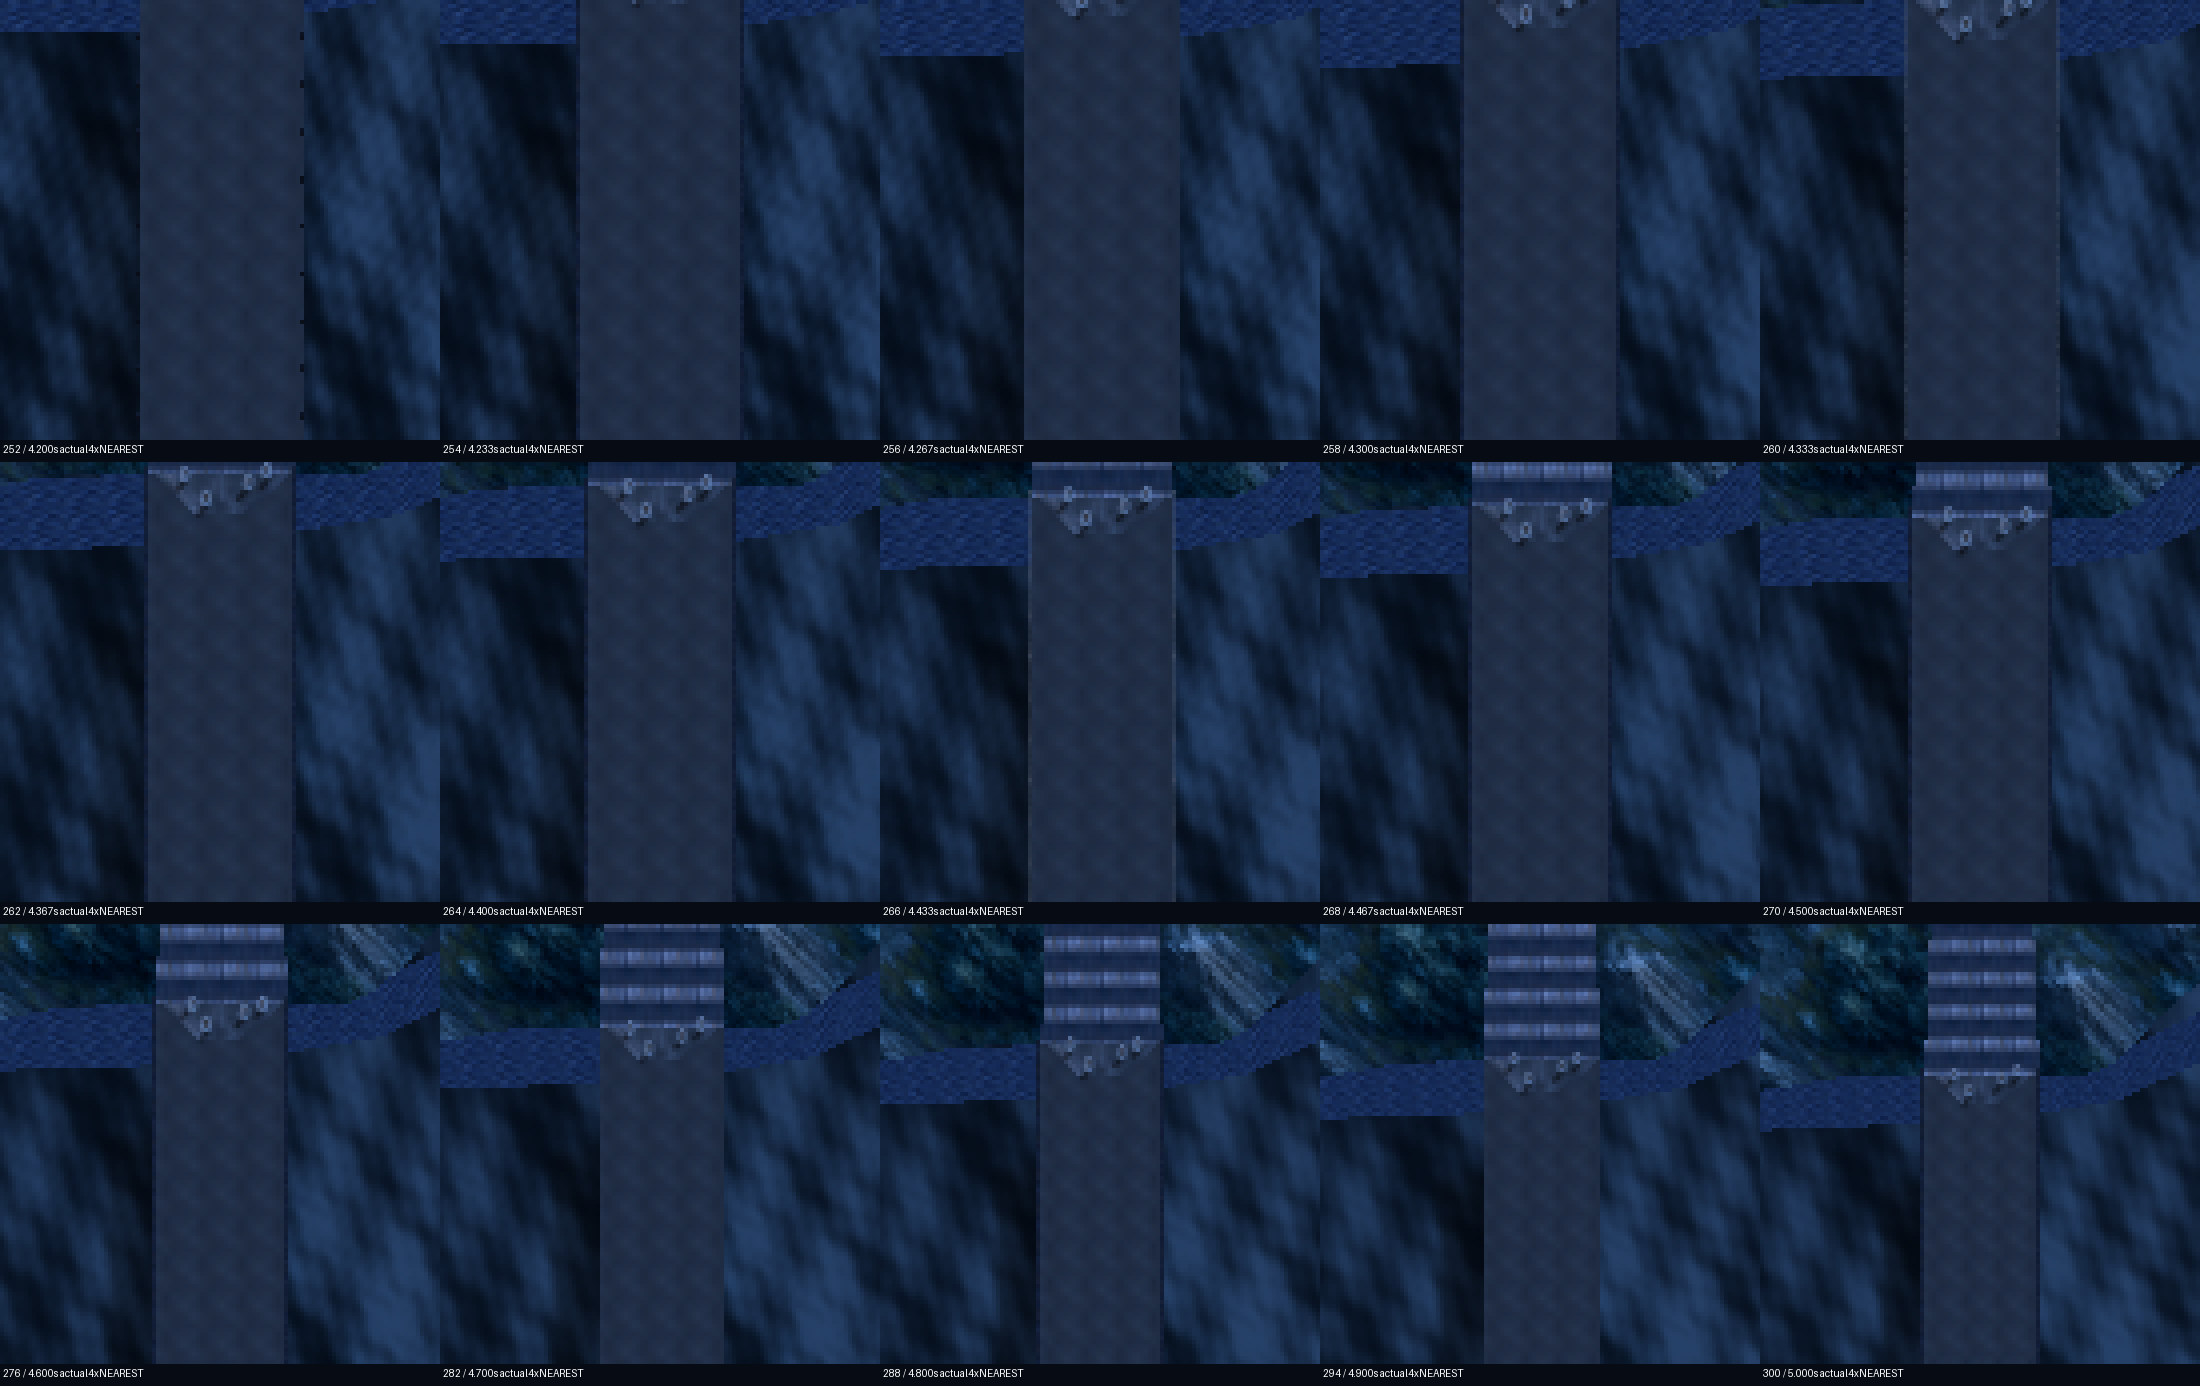 252 / 4.200sactual4xNEAREST
254 / 4.233sactual4xNEAREST
256 / 4.267sactual4xNEAREST
258 / 4.300sactual4xNEAREST
260 / 4.333sactual4xNEAREST
262 / 4.367sactual4xNEAREST
264 / 4.400sactual4xNEAREST
266 / 4.433sactual4xNEAREST
268 / 4.467sactual4xNEAREST
270 / 4.500sactual4xNEAREST
276 / 4.600sactual4xNEAREST
282 / 4.700sactual4xNEAREST
288 / 4.800sactual4xNEAREST
294 / 4.900sactual4xNEAREST
300 / 5.000sactual4xNEAREST